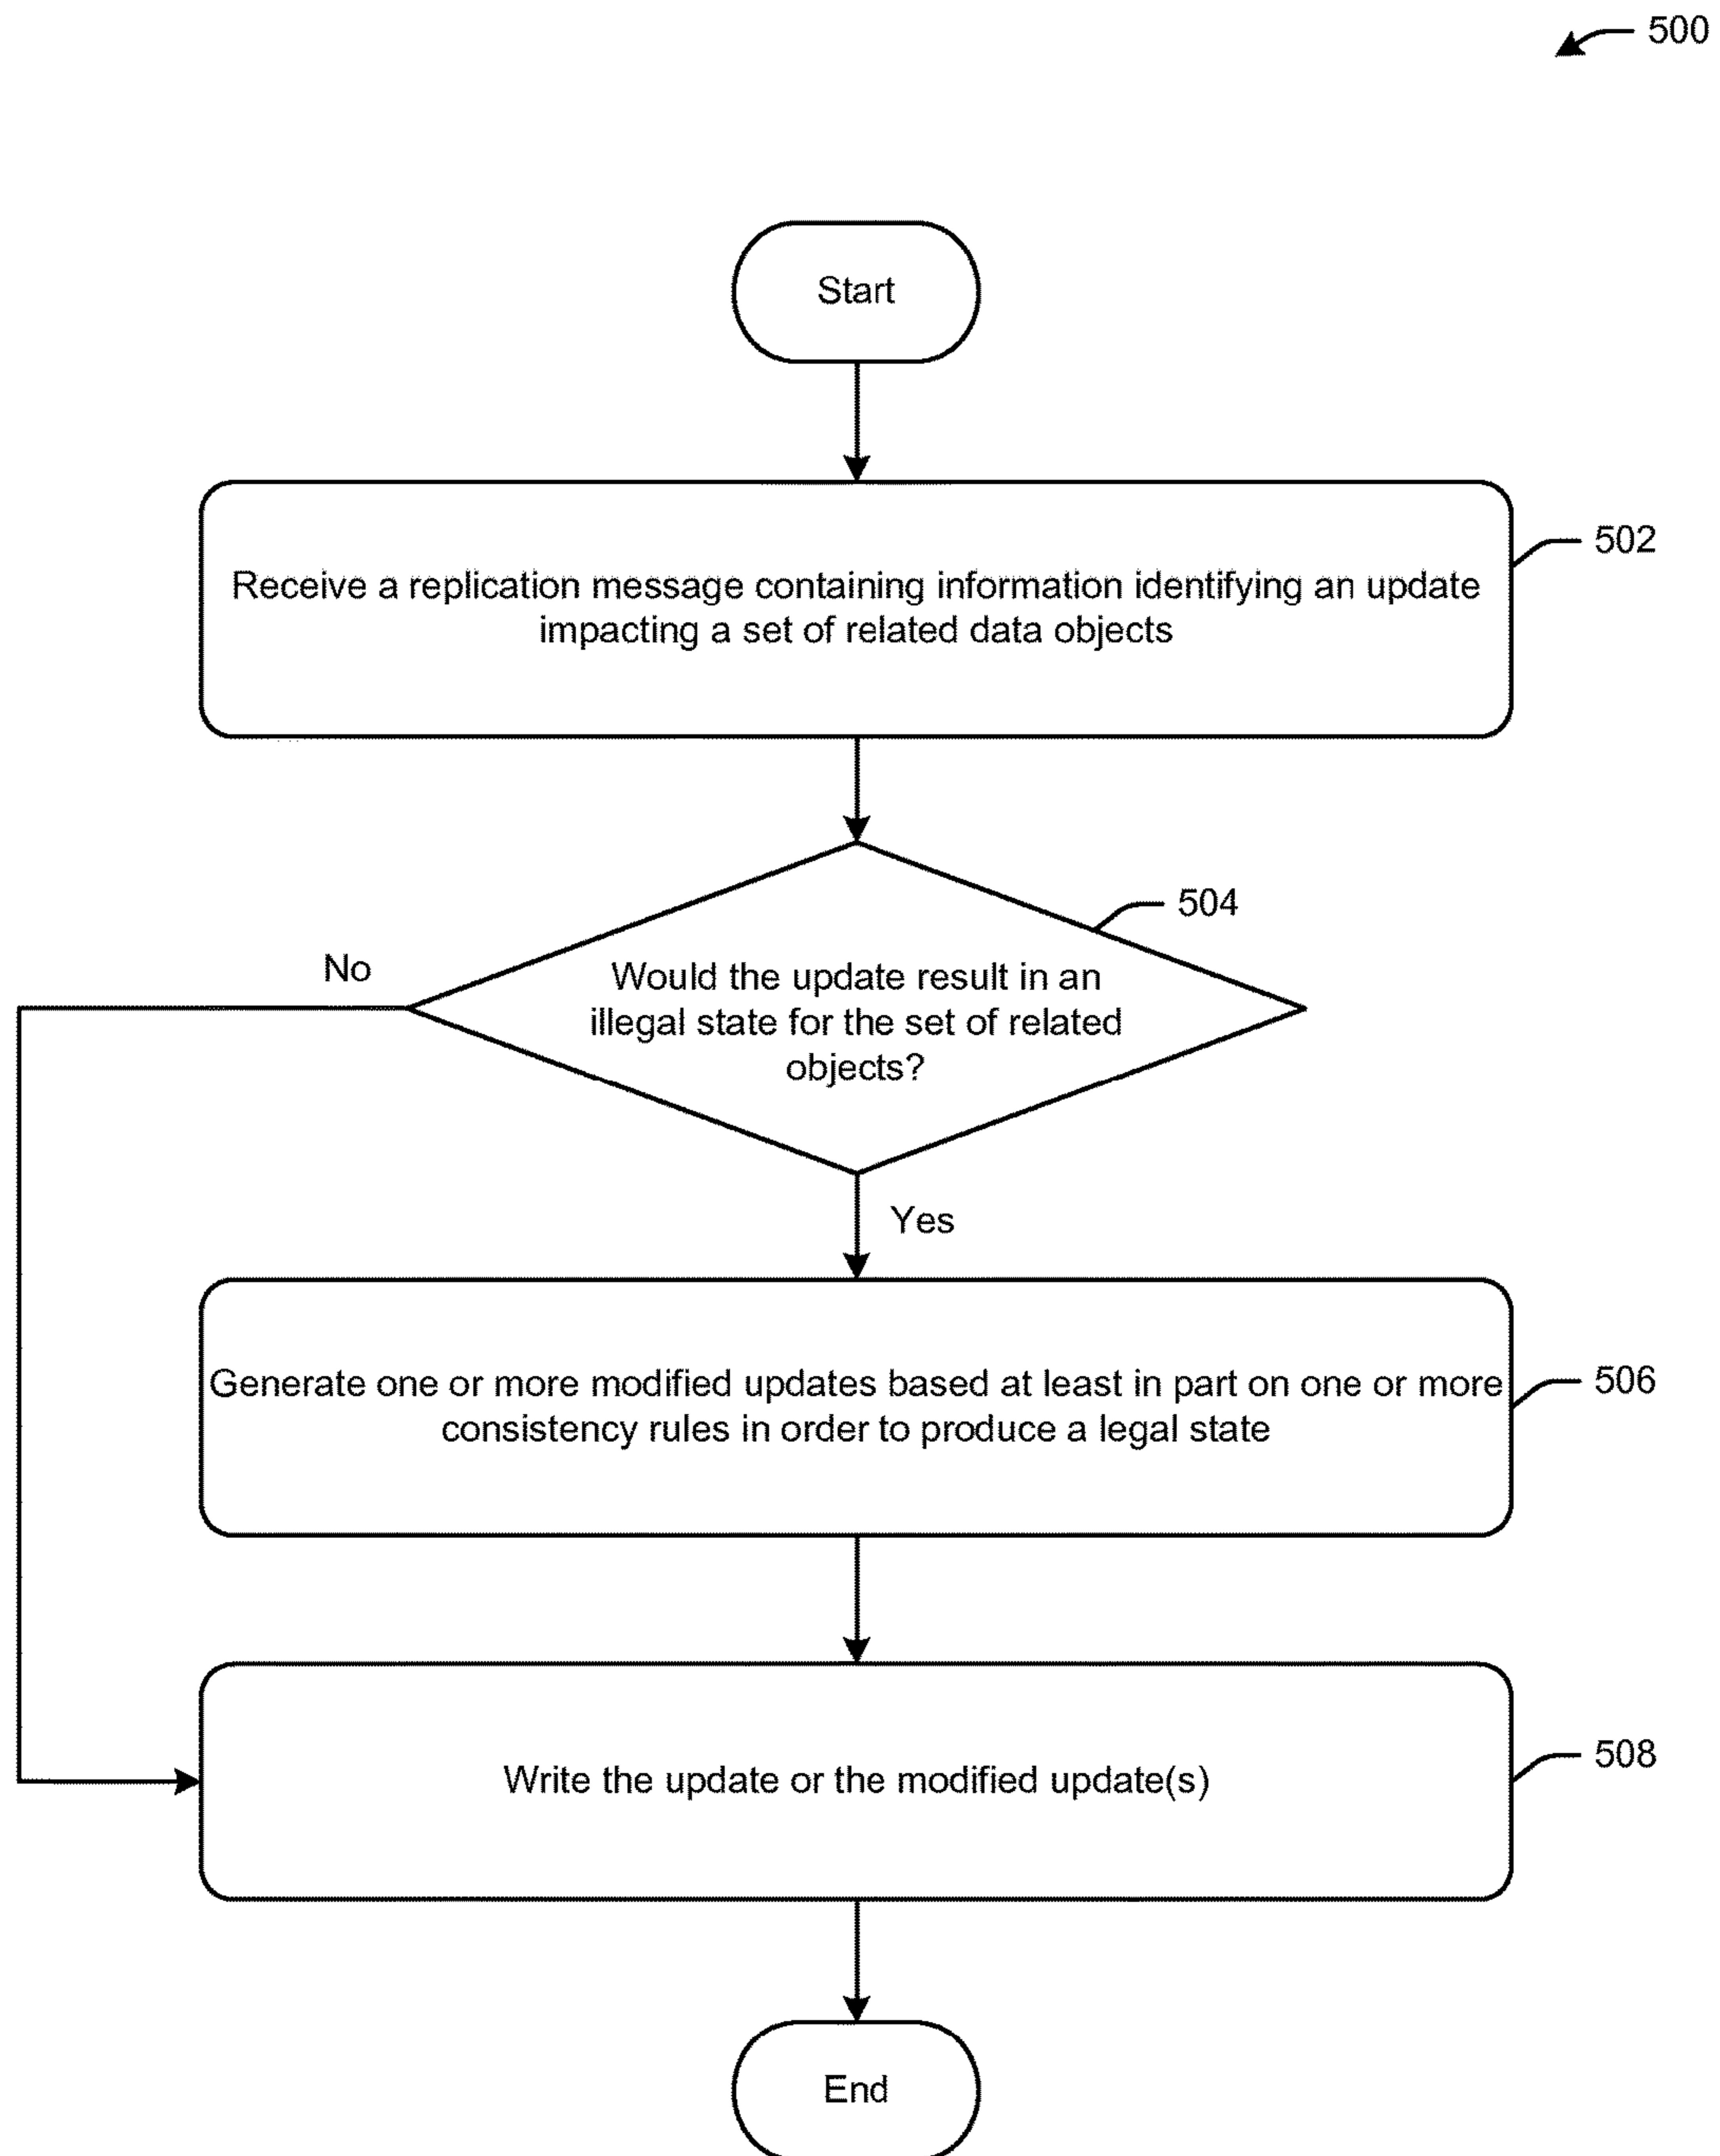 500
Start
502
Receive a replication message containing information identifying an update
impacting a set of related data objects
504
No
Would the update result in an
illegal state for the set of related
objects?
Yes
Generate one or more modified updates based at least in part on one or more
consistency rules in order to produce a legal state
506
Write the update or the modified update(s)
508
End